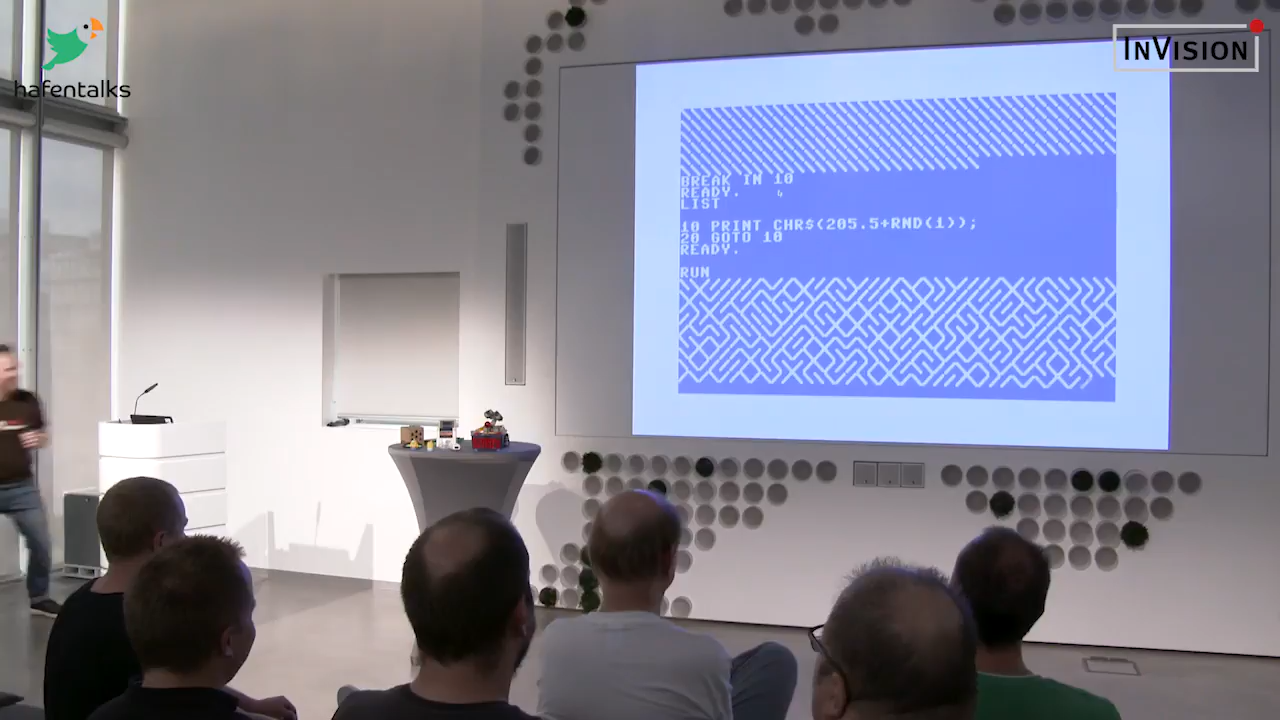 hafentalks
INVISION
BREAK IN 10
READY.
LIST
10 PRINT CHR$(205.5+RND(1));
20 GOTO 10
READY.
RUN